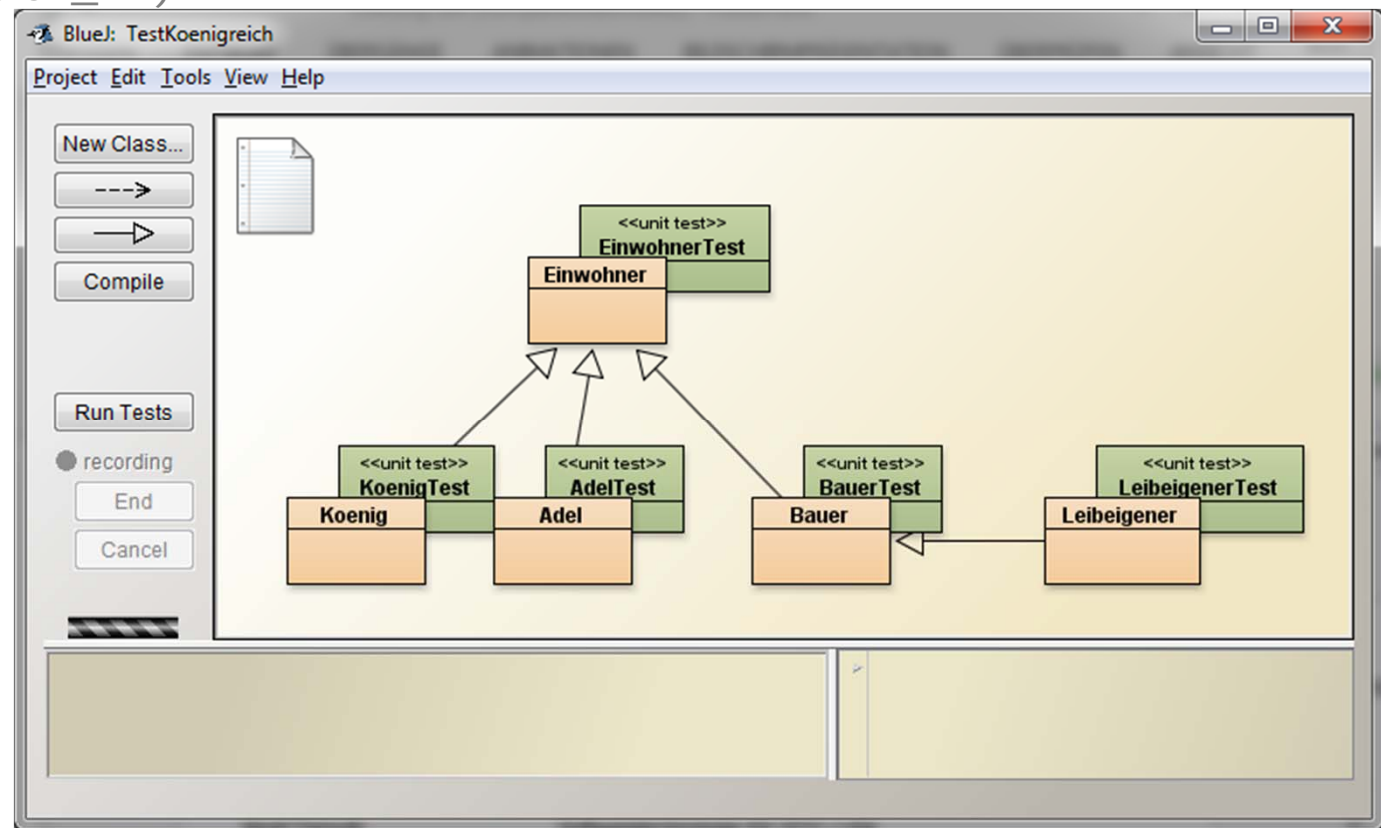 BlueJ: TestKoenigreich
Project Edit Tools View Help
New Class...
--->
Compile
Run Tests
recording
End
Cancel
<<unit test>>
EinwohnerTest
Einwohner
<<unit test>>
KoenigTest
Koenig
<<unit test>>
AdelTest
Adel
<<unit test>>
BauerTest
Bauer
<<unit test>>
LeibeigenerTest
Leibeigener